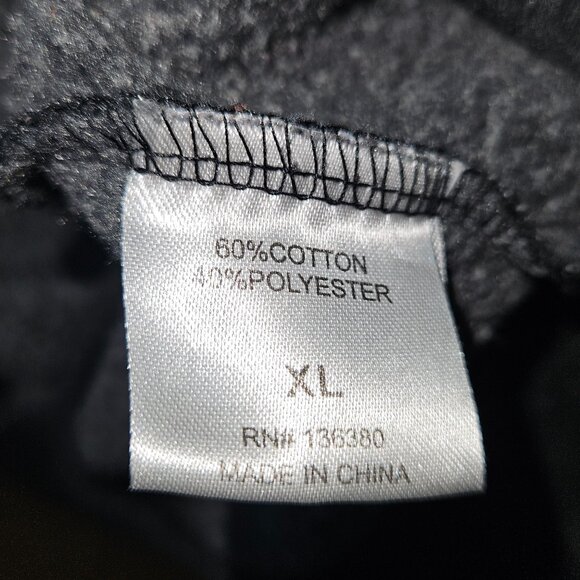 60%COTTON
40%POLYESTER
XL
RN# 136380
MADE IN CHINA